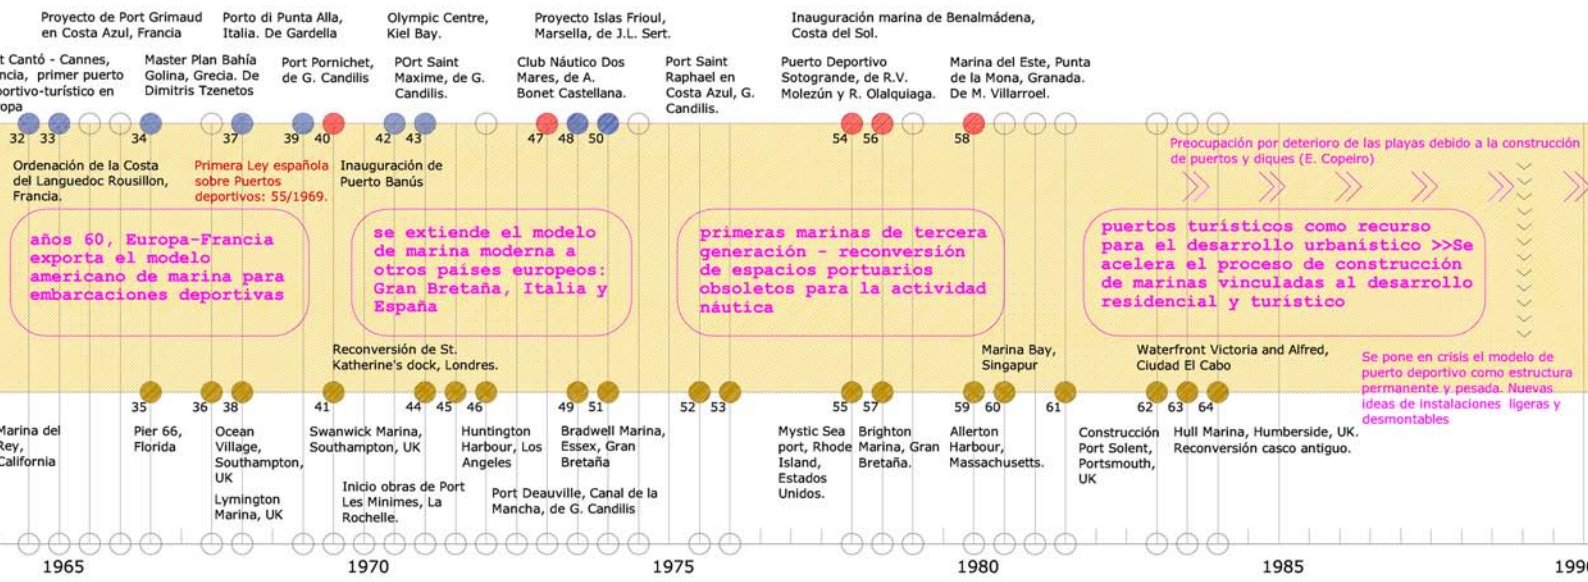 Proyecto de Port Grimaud
en Costa Azul, Francia
Porto di Punta Alla,
Italia. De Gardella
Olympic Centre,
Kiel Bay.
Proyecto Islas Frioul,
Marsella, de J.L. Sert.
Inauguración marina de Benalmádena,
Costa del Sol.
t Cantó - Cannes,
ncia, primer puerto
ortivo-turístico en
ropa
Master Plan Bahía
Golina, Grecia. De
Dimitris Tzenetos
Port Pornichet,
de G. Candilis
POrt Saint
Maxime, de G.
Candilis.
Club Náutico Dos
Mares, de A.
Bonet Castellana.
Port Saint
Raphael en
Costa Azul, G.
Candilis.
Puerto Deportivo
Sotogrande, de R.V.
Molezún y R. Olalquiaga.
Marina del Este, Punta
de la Mona, Granada.
De M. Villarroel.
32 33 34 37 39 40 42 43 47 48 50 54 56 58
Ordenación de la Costa
del Languedoc Rousillon,
Francia.
Primera Ley española
sobre Puertos
deportivos: 55/1969.
Inauguración de
Puerto Banús
Preocupación por deterioro de las playas debido a la construcción
de puertos y diques (E. Copeiro)
años 60, Europa-Francia
exporta el modelo
americano de marina para
embarcaciones deportivas
se extiende el modelo
de marina moderna a
otros países europeos:
Gran Bretaña, Italia y
España
primeras marinas de tercera
generación - reconversión
de espacios portuarios
obsoletos para la actividad
náutica
puertos turísticos como recurso
para el desarrollo urbanístico >>Se
acelera el proceso de construcción
de marinas vinculadas al desarrollo
residencial y turístico
Reconversión de St.
Katherine's dock, Londres.
Marina Bay,
Singapur
Waterfront Victoria and Alfred,
Ciudad El Cabo
Se pone en crisis el modelo de
puerto deportivo como estructura
permanente y pesada. Nuevas
ideas de instalaciones ligeras y
desmontables
35 36 38 41 44 45 46 49 51 52 53 55 57 59 60 61 62 63 64
Marina del
Rey,
California
Pier 66,
Florida
Ocean
Village,
Southampton,
UK
Lymington
Marina, UK
Swanwick Marina,
Southampton, UK
Inicio obras de Port
Les Minimes, La
Rochelle.
Huntington
Harbour, Los
Angeles
Port Deauville, Canal de la
Mancha, de G. Candilis
Bradwell Marina,
Essex, Gran
Bretaña
Mystic Sea
port, Rhode
Island,
Estados
Unidos.
Brighton
Marina, Gran
Bretaña.
Allerton
Harbour,
Massachusetts.
Construcción
Port Solent,
Portsmouth,
UK
Hull Marina, Humberside, UK.
Reconversión casco antiguo.
1965 1970 1975 1980 1985 199